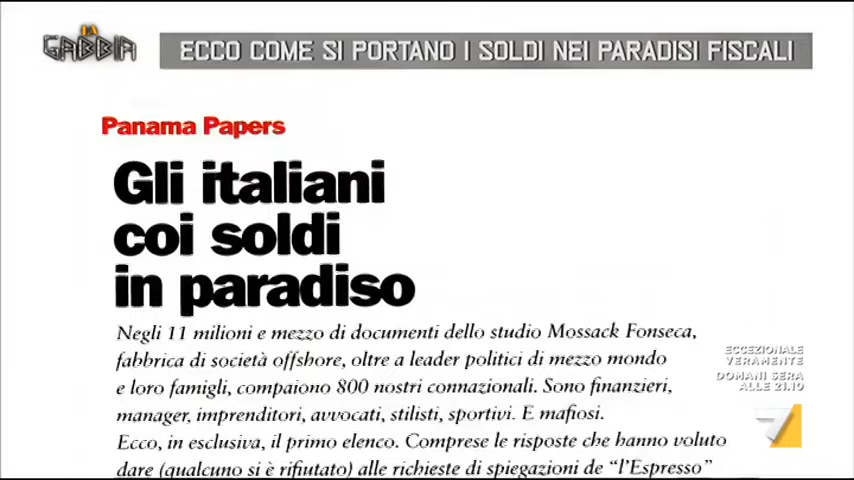 LA
GABBIA
ECCO COME SI PORTANO I SOLDI NEI PARADISI FISCALI
Panama Papers
Gli italiani
coi soldi
in paradiso
Negli 11 milioni e mezzo di documenti dello studio Mossack Fonseca,
fabbrica di società offshore, oltre a leader politici di mezzo mondo
e loro famigli, compaiono 800 nostri connazionali. Sono finanzieri,
manager, imprenditori, avvocati, stilisti, sportivi. E mafiosi.
Ecco, in esclusiva, il primo elenco. Comprese le risposte che hanno voluto
dare (qualcuno si è rifiutato) alle richieste di spiegazioni de “l'Espresso”
ECCEZIONALE
VERAMENTE
DOMANI SERA
ALLE 21.10
7